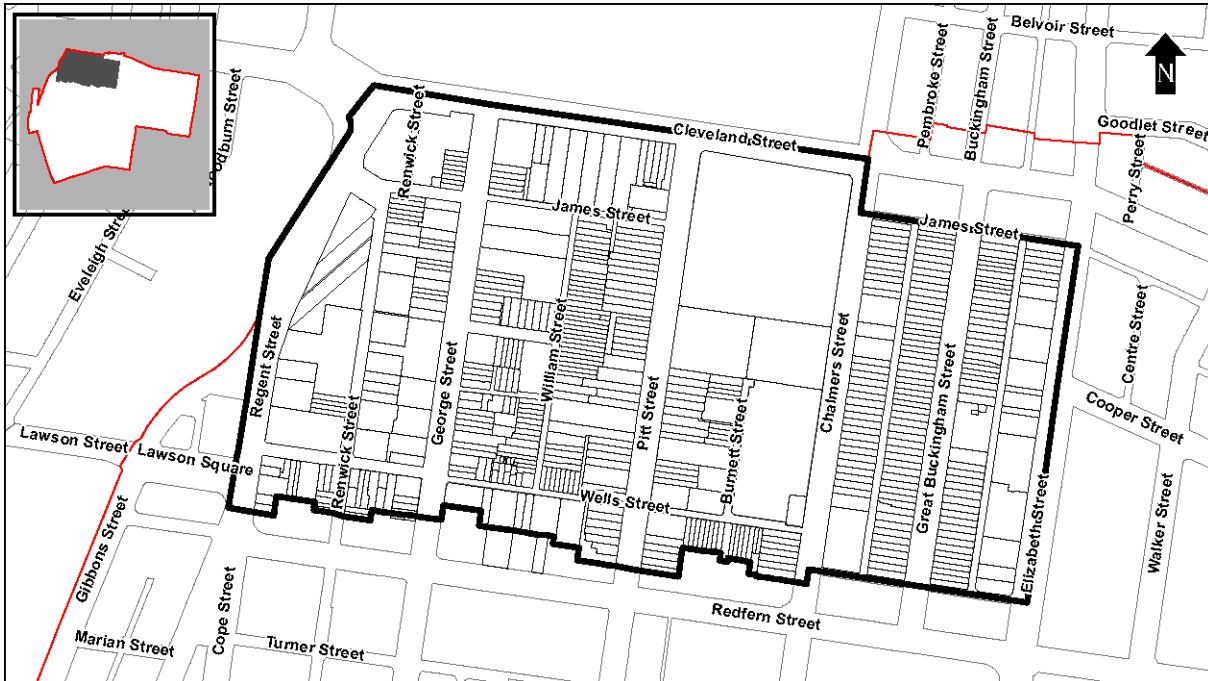 Belvoir Street
N
Pembroke Street
Buckingham Street
Goodlet Street
Perry Street
Cleveland Street
Renwick Street
James Street
James Street
Eveleigh Street
Centre Street
William Street
Regent Street
George Street
Pitt Street
Chalmers Street
Great Buckingham Street
Cooper Street
Burnett Street
Renwick Street
Lawson Street
Lawson Square
Wells Street
Elizabeth Street
Walker Street
Gibbons Street
Cope Street
Redfern Street
Marian Street
Turner Street